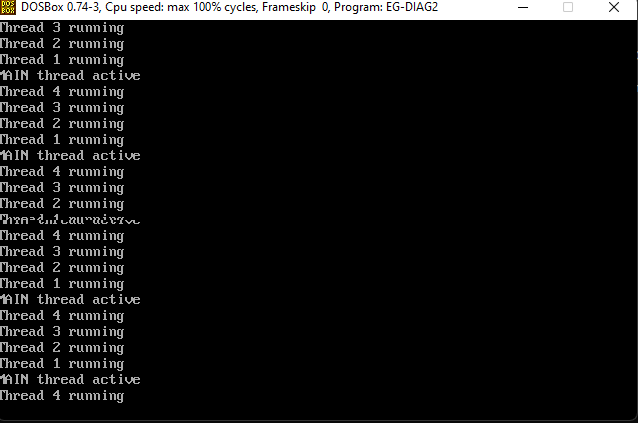 DOS
BOX
DOSBox 0.74-3, Cpu speed: max 100% cycles, Frameskip 0, Program: EG-DIAG2
Thread 3 running
Thread 2 running
Thread 1 running
MAIN thread active
Thread 4 running
Thread 3 running
Thread 2 running
Thread 1 running
MAIN thread active
Thread 4 running
Thread 3 running
Thread 2 running
Thread 4 running
Thread 3 running
Thread 2 running
Thread 1 running
MAIN thread active
Thread 4 running
Thread 3 running
Thread 2 running
Thread 1 running
MAIN thread active
Thread 4 running